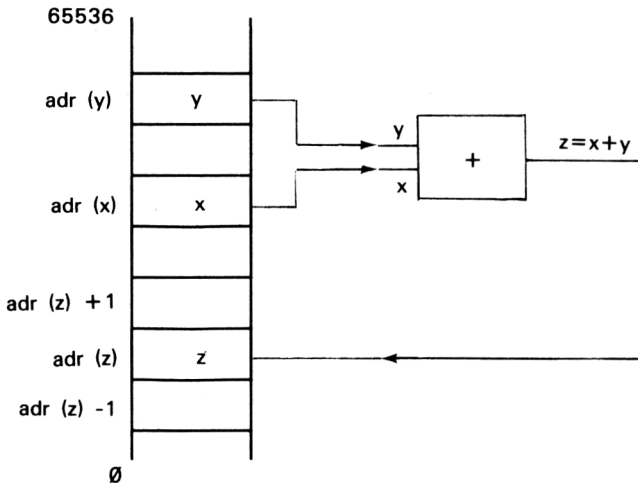 65536
adr (y)
y
y
z=x+y
+
x
adr (x)
x
adr (z) +1
adr (z)
z
adr (z) -1
Ø